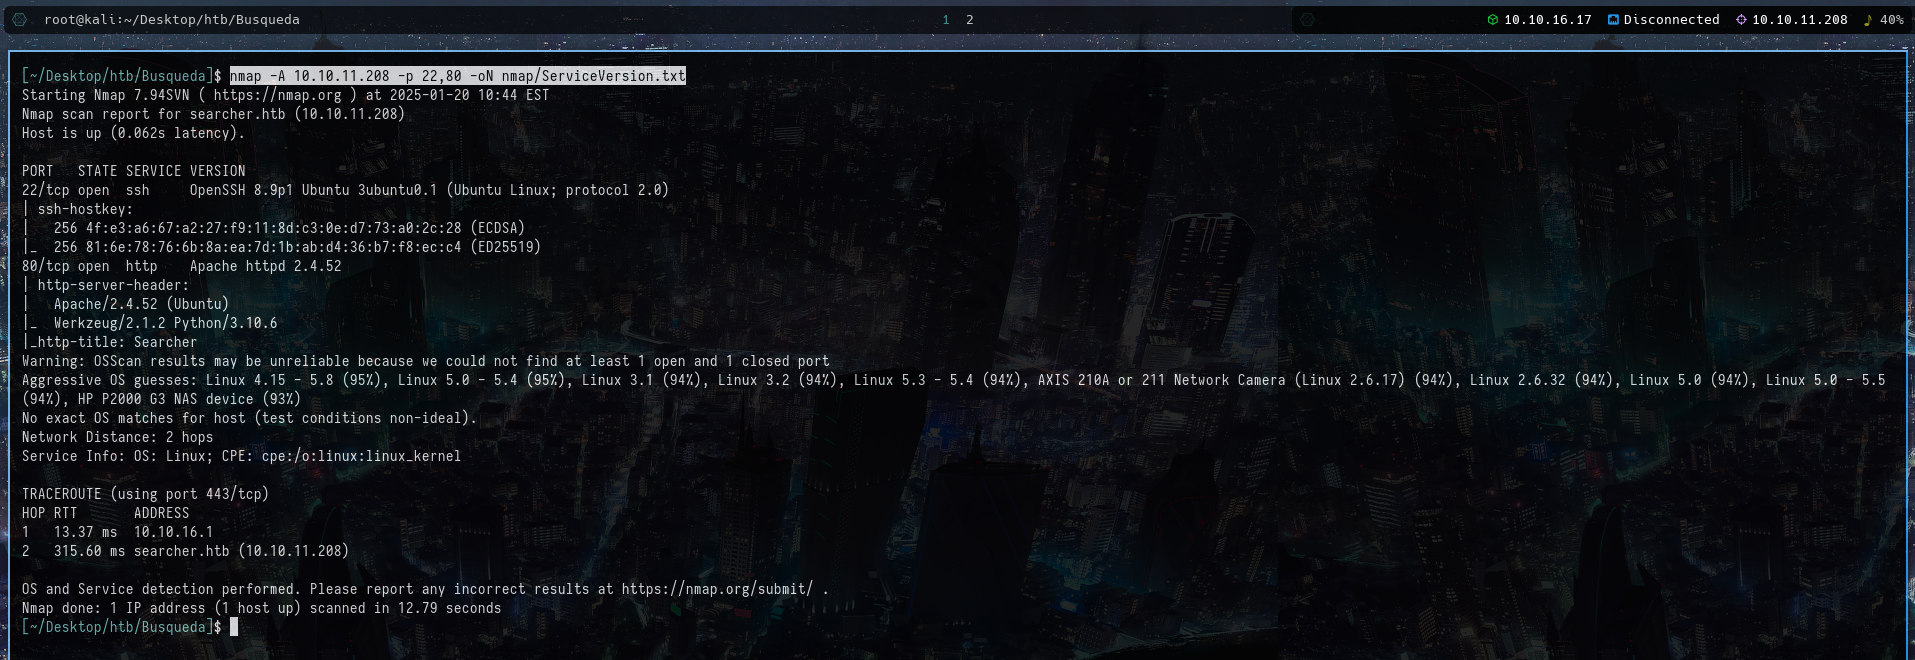 root@kali:~/Desktop/htb/Busqueda 1 2 10.10.16.17 Disconnected 10.10.11.208 40%
[~/Desktop/htb/Busqueda]$ nmap -A 10.10.11.208 -p 22,80 -oN nmap/ServiceVersion.txt
Starting Nmap 7.94SVN ( https://nmap.org ) at 2025-01-20 10:44 EST
Nmap scan report for searcher.htb (10.10.11.208)
Host is up (0.062s latency).
PORT   STATE SERVICE VERSION
22/tcp open  ssh     OpenSSH 8.9p1 Ubuntu 3ubuntu0.1 (Ubuntu Linux; protocol 2.0)
| ssh-hostkey:
|   256 4f:e3:a6:67:a2:27:f9:11:8d:c3:0e:d7:73:a0:2c:28 (ECDSA)
|_  256 81:6e:78:76:6b:8a:ea:7d:1b:ab:d4:36:b7:f8:ec:c4 (ED25519)
80/tcp open  http    Apache httpd 2.4.52
| http-server-header:
|   Apache/2.4.52 (Ubuntu)
|_  Werkzeug/2.1.2 Python/3.10.6
|_http-title: Searcher
Warning: OSScan results may be unreliable because we could not find at least 1 open and 1 closed port
Aggressive OS guesses: Linux 4.15 - 5.8 (95%), Linux 5.0 - 5.4 (95%), Linux 3.1 (94%), Linux 3.2 (94%), Linux 5.3 - 5.4 (94%), AXIS 210A or 211 Network Camera (Linux 2.6.17) (94%), Linux 2.6.32 (94%), Linux 5.0 (94%), Linux 5.0 - 5.5
(94%), HP P2000 G3 NAS device (93%)
No exact OS matches for host (test conditions non-ideal).
Network Distance: 2 hops
Service Info: OS: Linux; CPE: cpe:/o:linux:linux_kernel
TRACEROUTE (using port 443/tcp)
HOP RTT       ADDRESS
1   13.37 ms  10.10.16.1
2   315.60 ms searcher.htb (10.10.11.208)
OS and Service detection performed. Please report any incorrect results at https://nmap.org/submit/ .
Nmap done: 1 IP address (1 host up) scanned in 12.79 seconds
[~/Desktop/htb/Busqueda]$